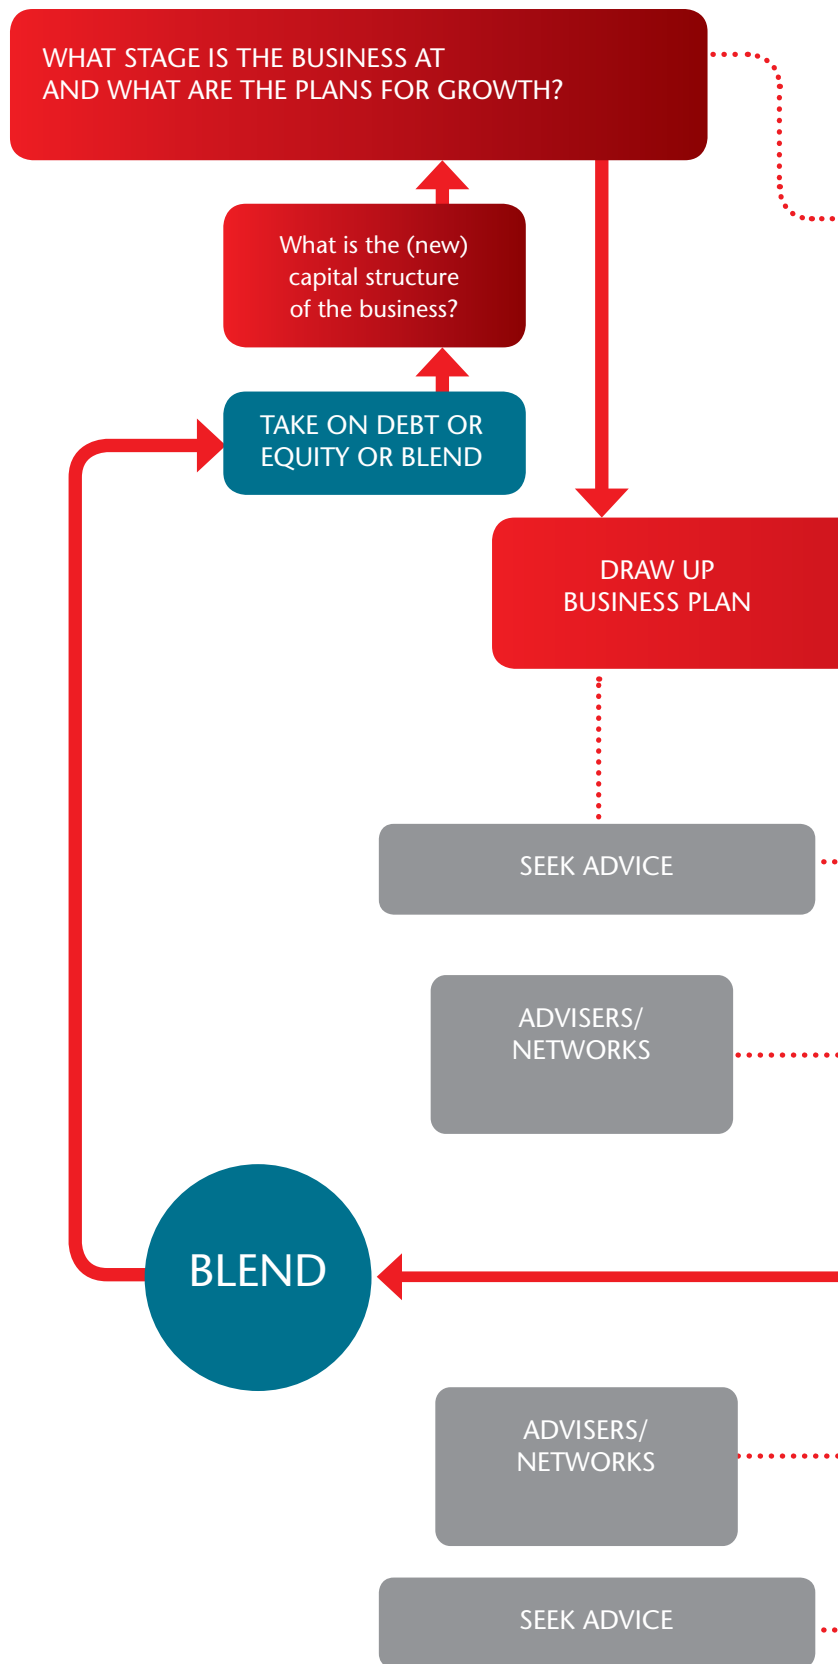 WHAT STAGE IS THE BUSINESS AT
AND WHAT ARE THE PLANS FOR GROWTH?
What is the (new)
capital structure
of the business?
TAKE ON DEBT OR
EQUITY OR BLEND
DRAW UP
BUSINESS PLAN
SEEK ADVICE
ADVISERS/
NETWORKS
BLEND
ADVISERS/
NETWORKS
SEEK ADVICE